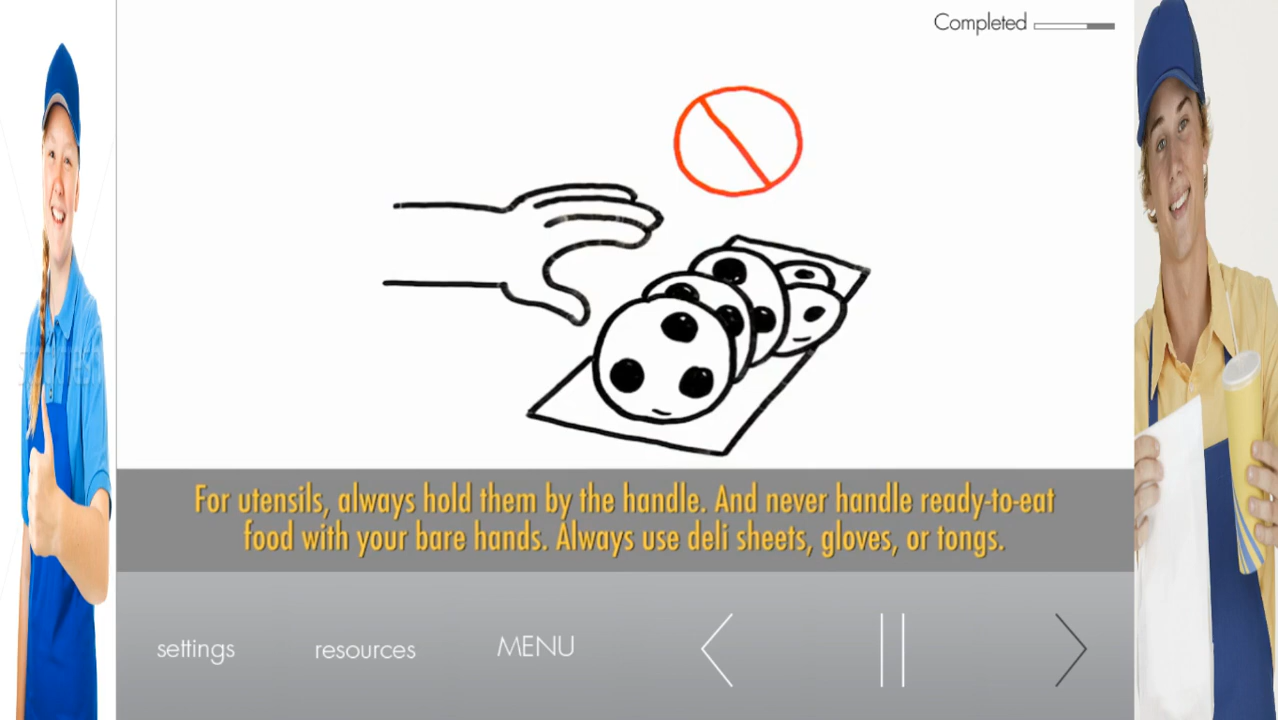 Completed
For utensils, always hold them by the handle. And never handle ready-to-eat
food with your bare hands. Always use deli sheets, gloves, or tongs.
settings resources MENU